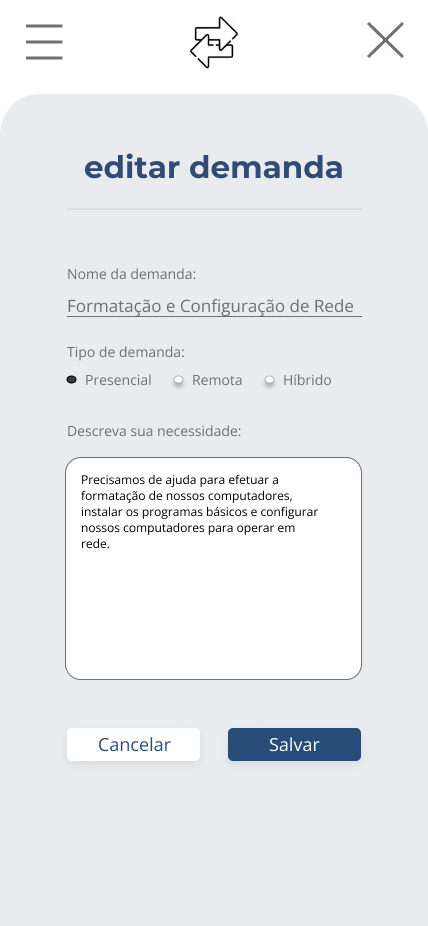 editar demanda
Nome da demanda:
Formatação e Configuração de Rede
Tipo de demanda:
Presencial Remota Híbrido
Descreva sua necessidade:
Precisamos de ajuda para efetuar a
formatação de nossos computadores,
instalar os programas básicos e configurar
nossos computadores para operar em
rede.
Cancelar Salvar